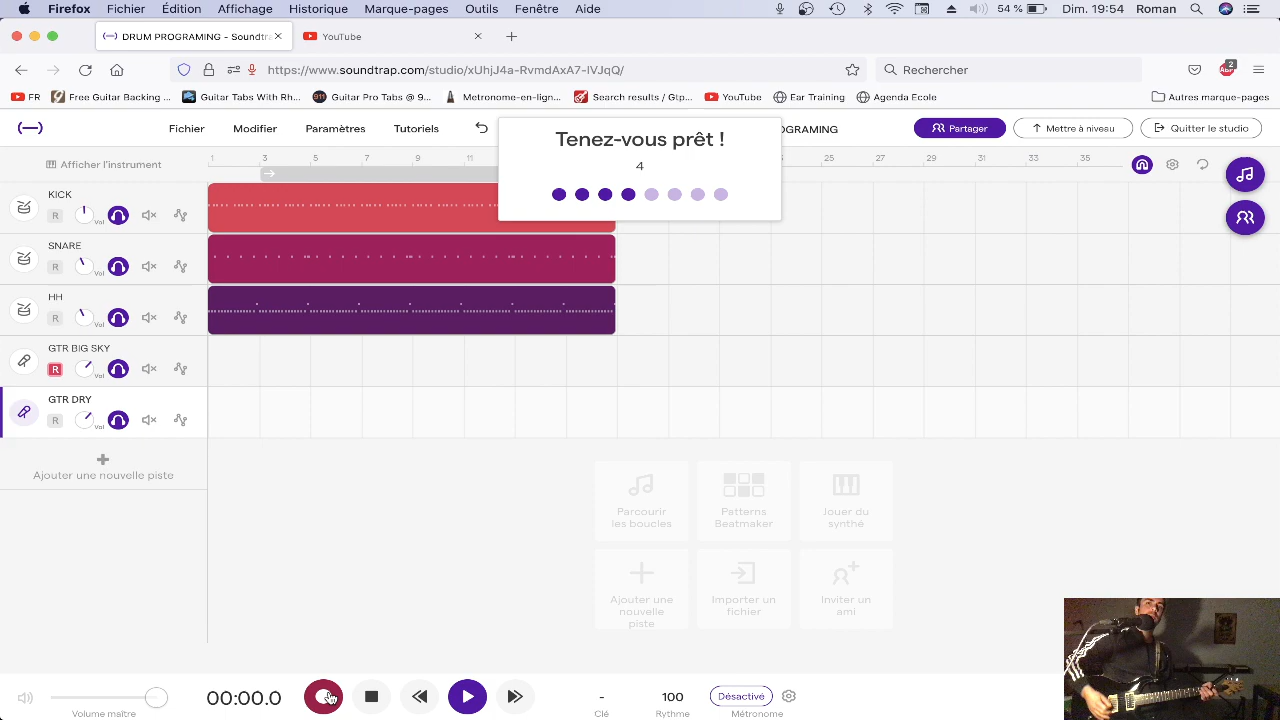 Firefox Fichier Édition Affichage Historique Marque-pages Outils Fenêtre Aide 54 % Dim. 19:54 Roman
DRUM PROGRAMING - Soundtra
YouTube
https://www.soundtrap.com/studio/xUhjJ4a-RvmdAxA7-IVJqQ/
Rechercher
2
FR Guitar Backing ... Guitar Tabs With Rh... Guitar Pro Tabs @ 9... Metronome-en-lign... Search results / Gtp... YouTube Ear Training Agenda Ecole Autres marque-pages
Fichier Modifier Paramètres Tutoriels
OGRAMING
Partager Mettre à niveau Quitter le studio
Tenez-vous prêt !
4
Afficher l'instrument
1 3 5 7 9 11 25 27 29 31 33 35
KICK
R Vol
SNARE
R Vol
HH
R Vol
GTR BIG SKY
R Vol
GTR DRY
R Vol
Ajouter une nouvelle piste
Parcourir
les boucles
Patterns
Beatmaker
Jouer du
synthé
Ajouter une
nouvelle
piste
Importer un
fichier
Inviter un
ami
Volume maître
00:00.0
-
Clé
100
Rythme
Désactivé
Métronome